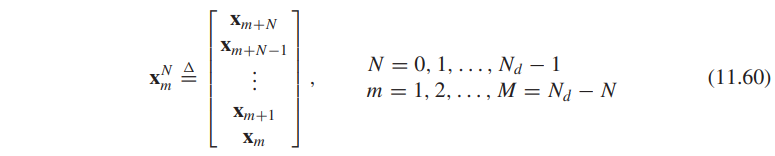 𝐱_m^N ≜ [ 𝐱_{m+N} 𝐱_{m+N−1} ⋮ 𝐱_{m+1} 𝐱_m ] , N = 0, 1, . . . , N_d − 1 m = 1, 2, . . . , M = N_d − N (11.60)